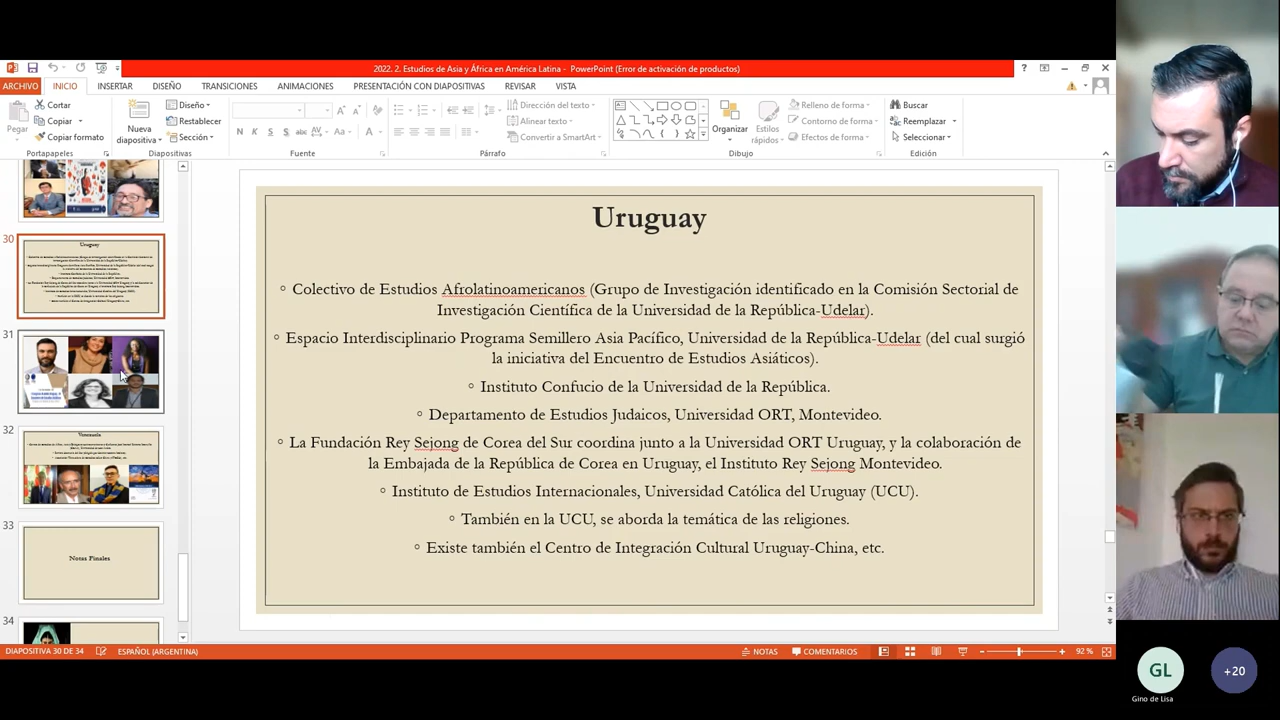 2022. 2. Estudios de Asia y África en América Latina - PowerPoint (Error de activación de productos)
ARCHIVO INICIO INSERTAR DISEÑO TRANSICIONES ANIMACIONES PRESENTACIÓN CON DIAPOSITIVAS REVISAR VISTA
Pegar
Cortar
Copiar
Copiar formato
Portapapeles
Nueva
diapositiva
Diseño
Restablecer
Sección
Diapositivas
N K S S abc AV Aa A
Fuente
Dirección del texto
Alinear texto
Convertir a SmartArt
Párrafo
Organizar
Estilos
rápidos
Relleno de forma
Contorno de forma
Efectos de forma
Dibujo
Buscar
Reemplazar
Seleccionar
Edición
30
Uruguay
31
32
Venezuela
33
Notas Finales
34
Uruguay
Colectivo de Estudios Afrolatinoamericanos (Grupo de Investigación identificado en la Comisión Sectorial de
Investigación Científica de la Universidad de la República-Udelar).
Espacio Interdisciplinario Programa Semillero Asia Pacífico, Universidad de la República-Udelar (del cual surgió
la iniciativa del Encuentro de Estudios Asiáticos).
Instituto Confucio de la Universidad de la República.
Departamento de Estudios Judaicos, Universidad ORT, Montevideo.
La Fundación Rey Sejong de Corea del Sur coordina junto a la Universidad ORT Uruguay, y la colaboración de
la Embajada de la República de Corea en Uruguay, el Instituto Rey Sejong Montevideo.
Instituto de Estudios Internacionales, Universidad Católica del Uruguay (UCU).
También en la UCU, se aborda la temática de las religiones.
Existe también el Centro de Integración Cultural Uruguay-China, etc.
DIAPOSITIVA 30 DE 34 ESPAÑOL (ARGENTINA) NOTAS COMENTARIOS 92 %
GL
Gino de Lisa
+20